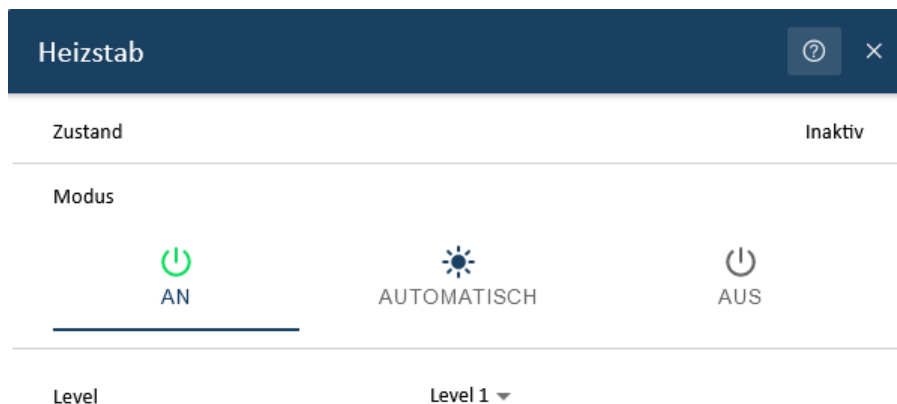 Heizstab
Zustand Inaktiv
Modus
AN AUTOMATISCH AUS
Level Level 1